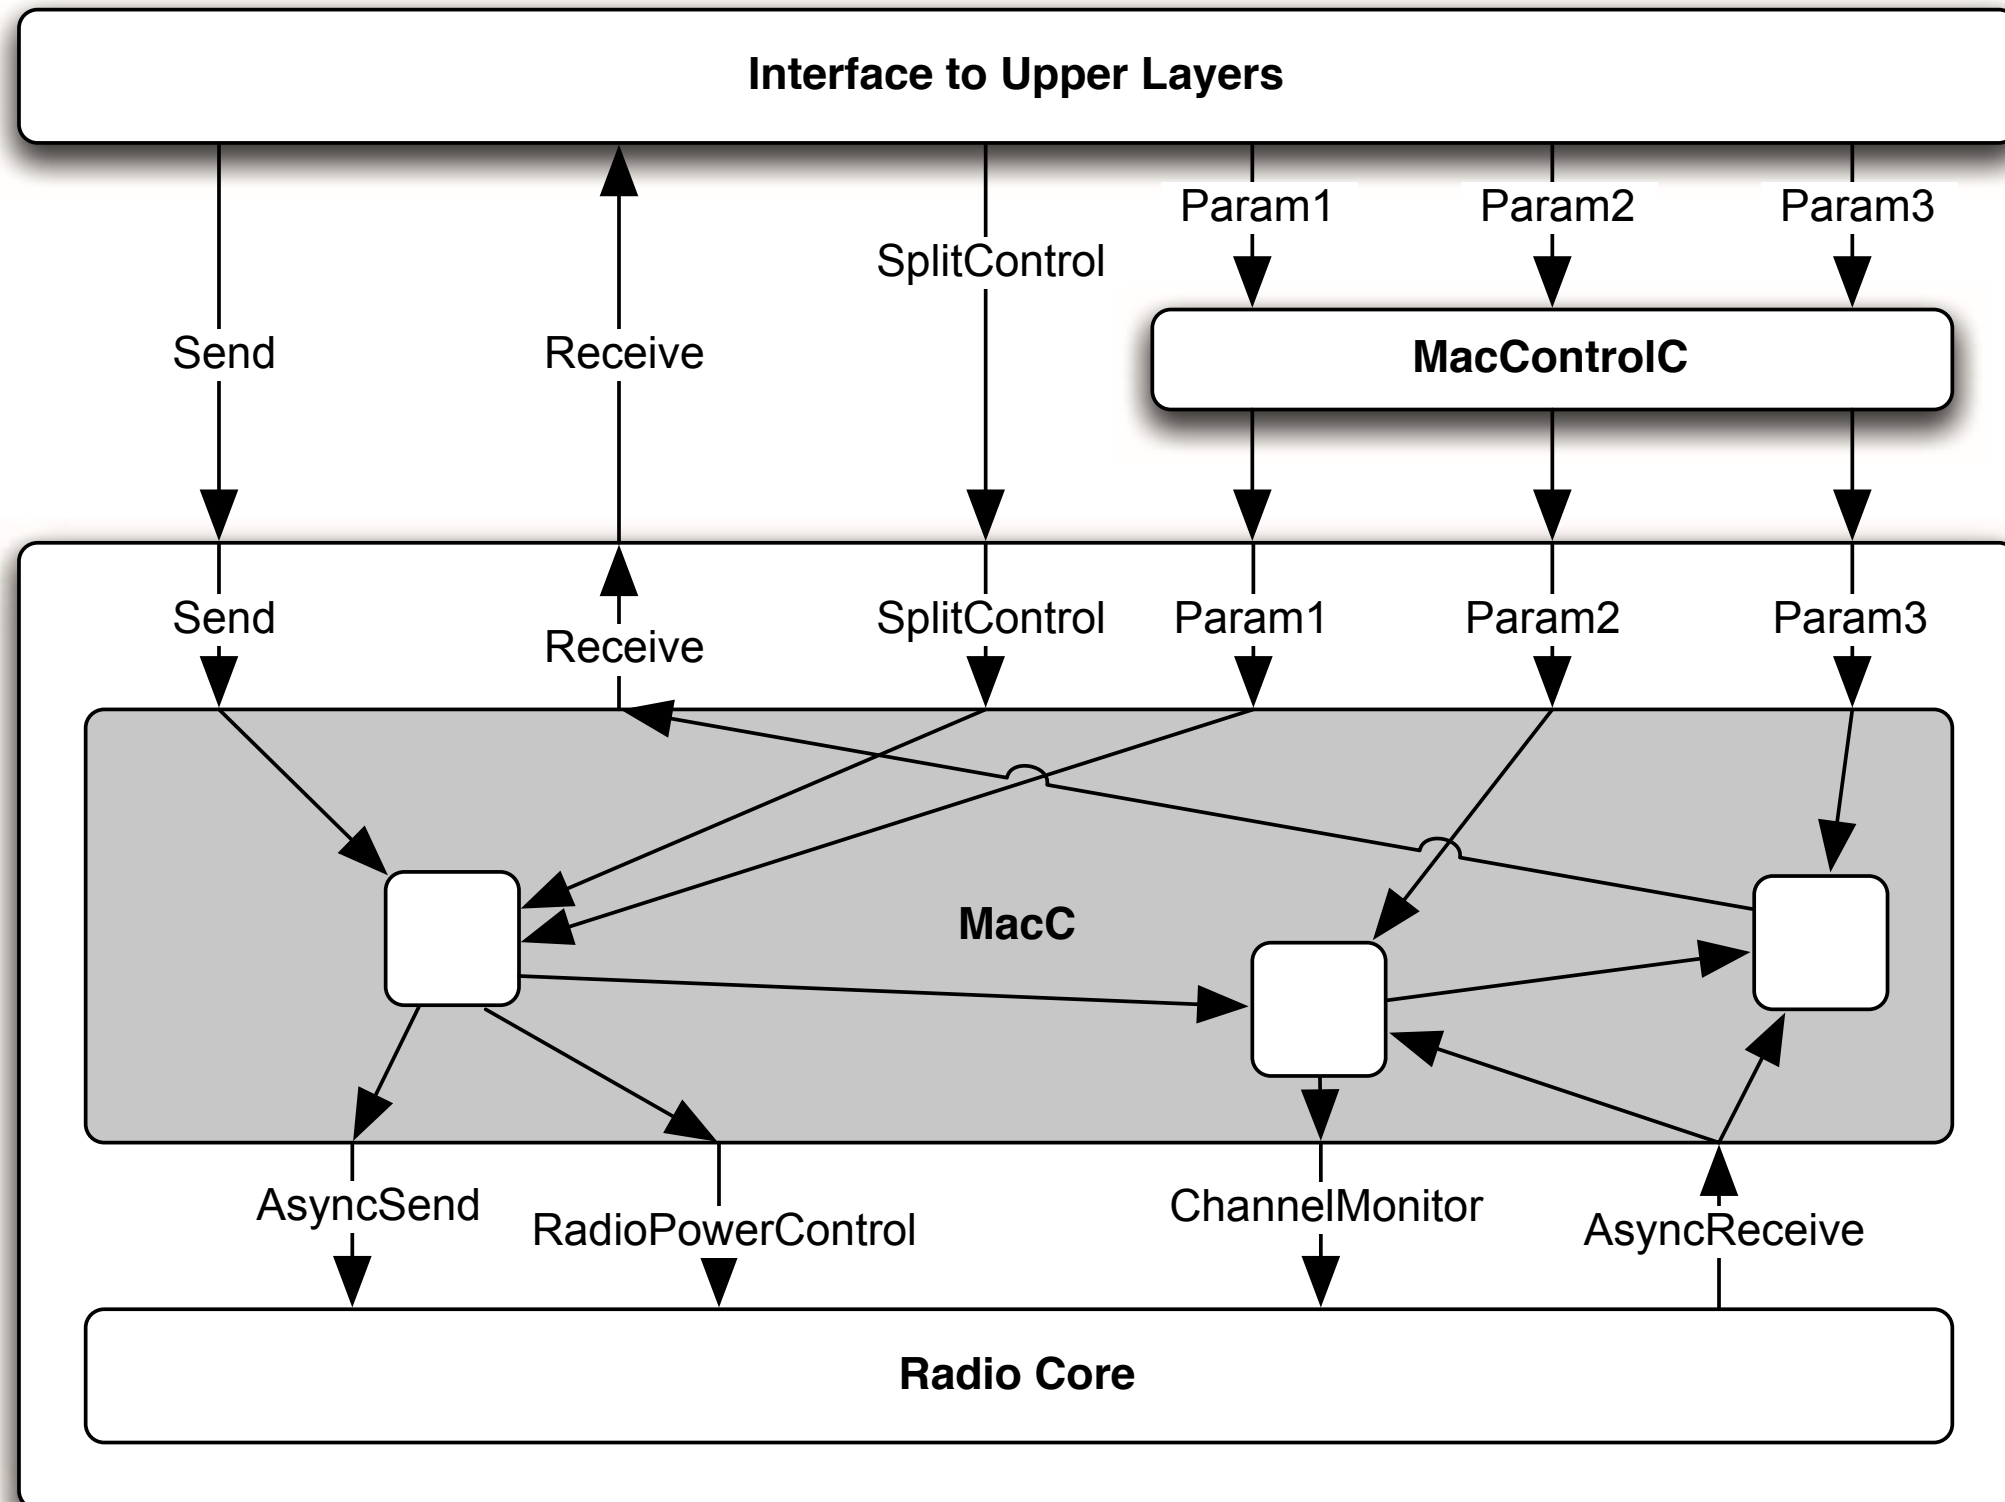 Interface to Upper Layers
Param1 Param2 Param3
SplitControl
Send Receive MacControlC
Send SplitControl Param1 Param2 Param3
Receive
MacC
AsyncSend ChannelMonitor
RadioPowerControl AsyncReceive
Radio Core